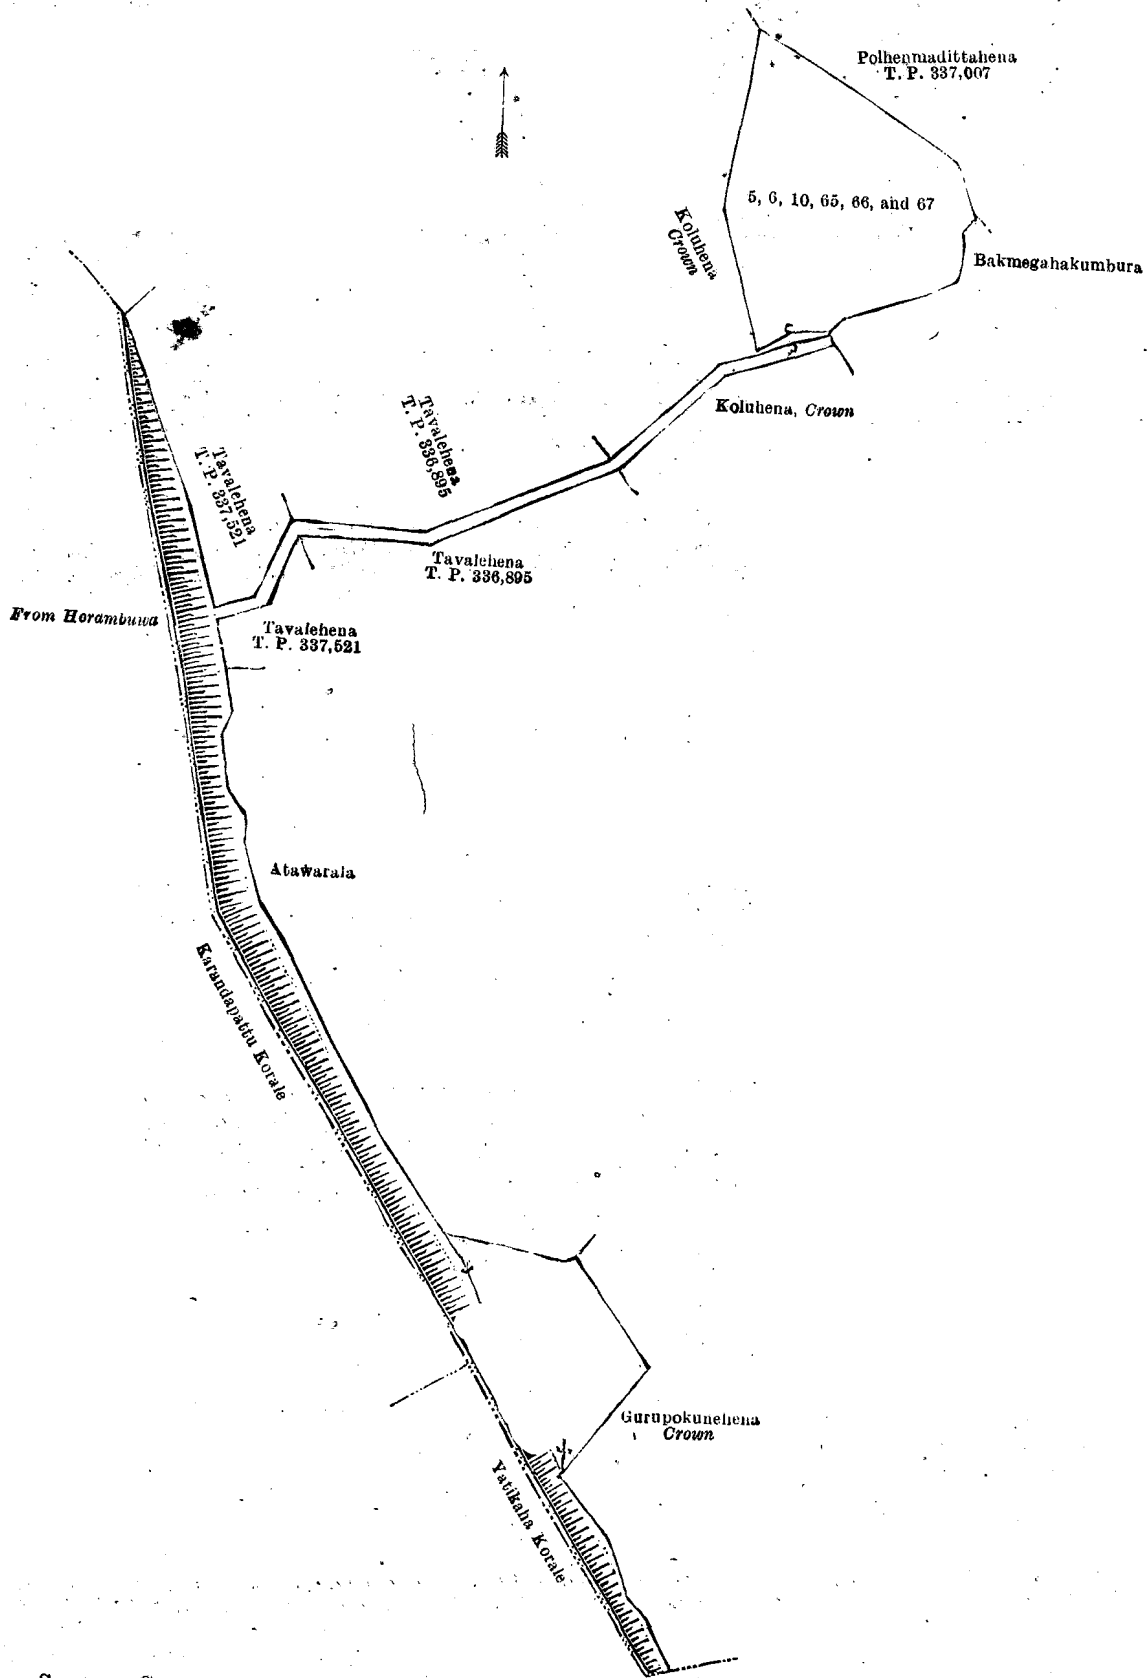 Polhenmadittahena
T. P. 337,007
5, 6, 10, 65, 66, and 67
Koluhena
Crown
Bakmegahakumbura
Koluhena, Crown
Tavalehena
T. P. 336,895
Tavalehena
T. P. 337,521
Tavalehena
T. P. 336,895
From Horambuwa
Tavalehena
T. P. 337,521
Atawarala
Karandapattu Korale
Gurupokunehena
Crown
Yatikaha Korale